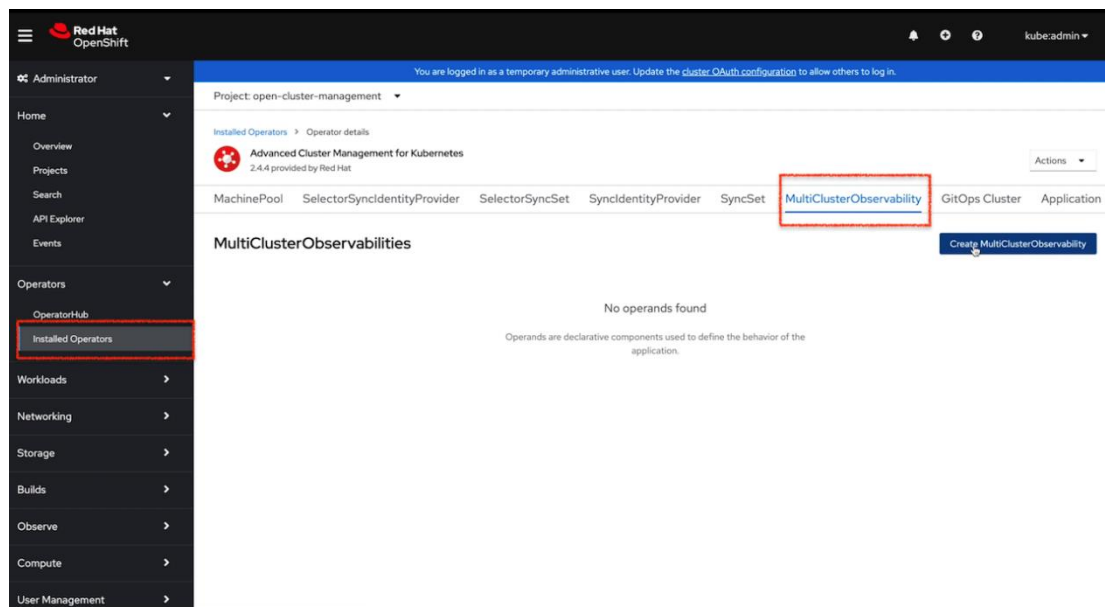 Red Hat
OpenShift
kube:admin
Administrator
You are logged in as a temporary administrative user. Update the cluster OAuth configuration to allow others to log in.
Project: open-cluster-management
Home
Overview
Projects
Search
API Explorer
Events
Operators
OperatorHub
Installed Operators
Workloads
Networking
Storage
Builds
Observe
Compute
User Management
Installed Operators > Operator details
Advanced Cluster Management for Kubernetes
2.4.4 provided by Red Hat
Actions
MachinePool SelectorSyncIdentityProvider SelectorSyncSet SyncIdentityProvider SyncSet MultiClusterObservability GitOps Cluster Application
MultiClusterObservabilities
Create MultiClusterObservability
No operands found
Operands are declarative components used to define the behavior of the
application.